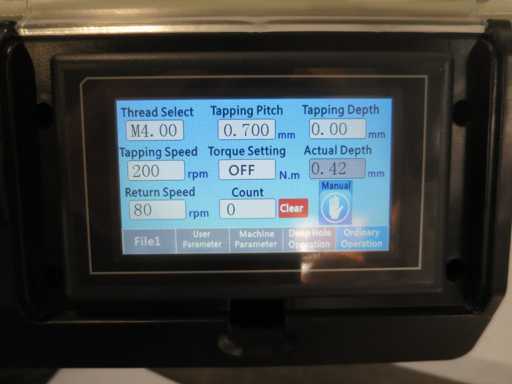 Thread Select Tapping Pitch Tapping Depth
M4.00 0.700 mm 0.00 mm
Tapping Speed Torque Setting Actual Depth
200 rpm OFF N.m 0.42 mm
Return Speed Count Manual
80 rpm 0 Clear
File1 User Parameter Machine Parameter Deep Hole Operation Ordinary Operation